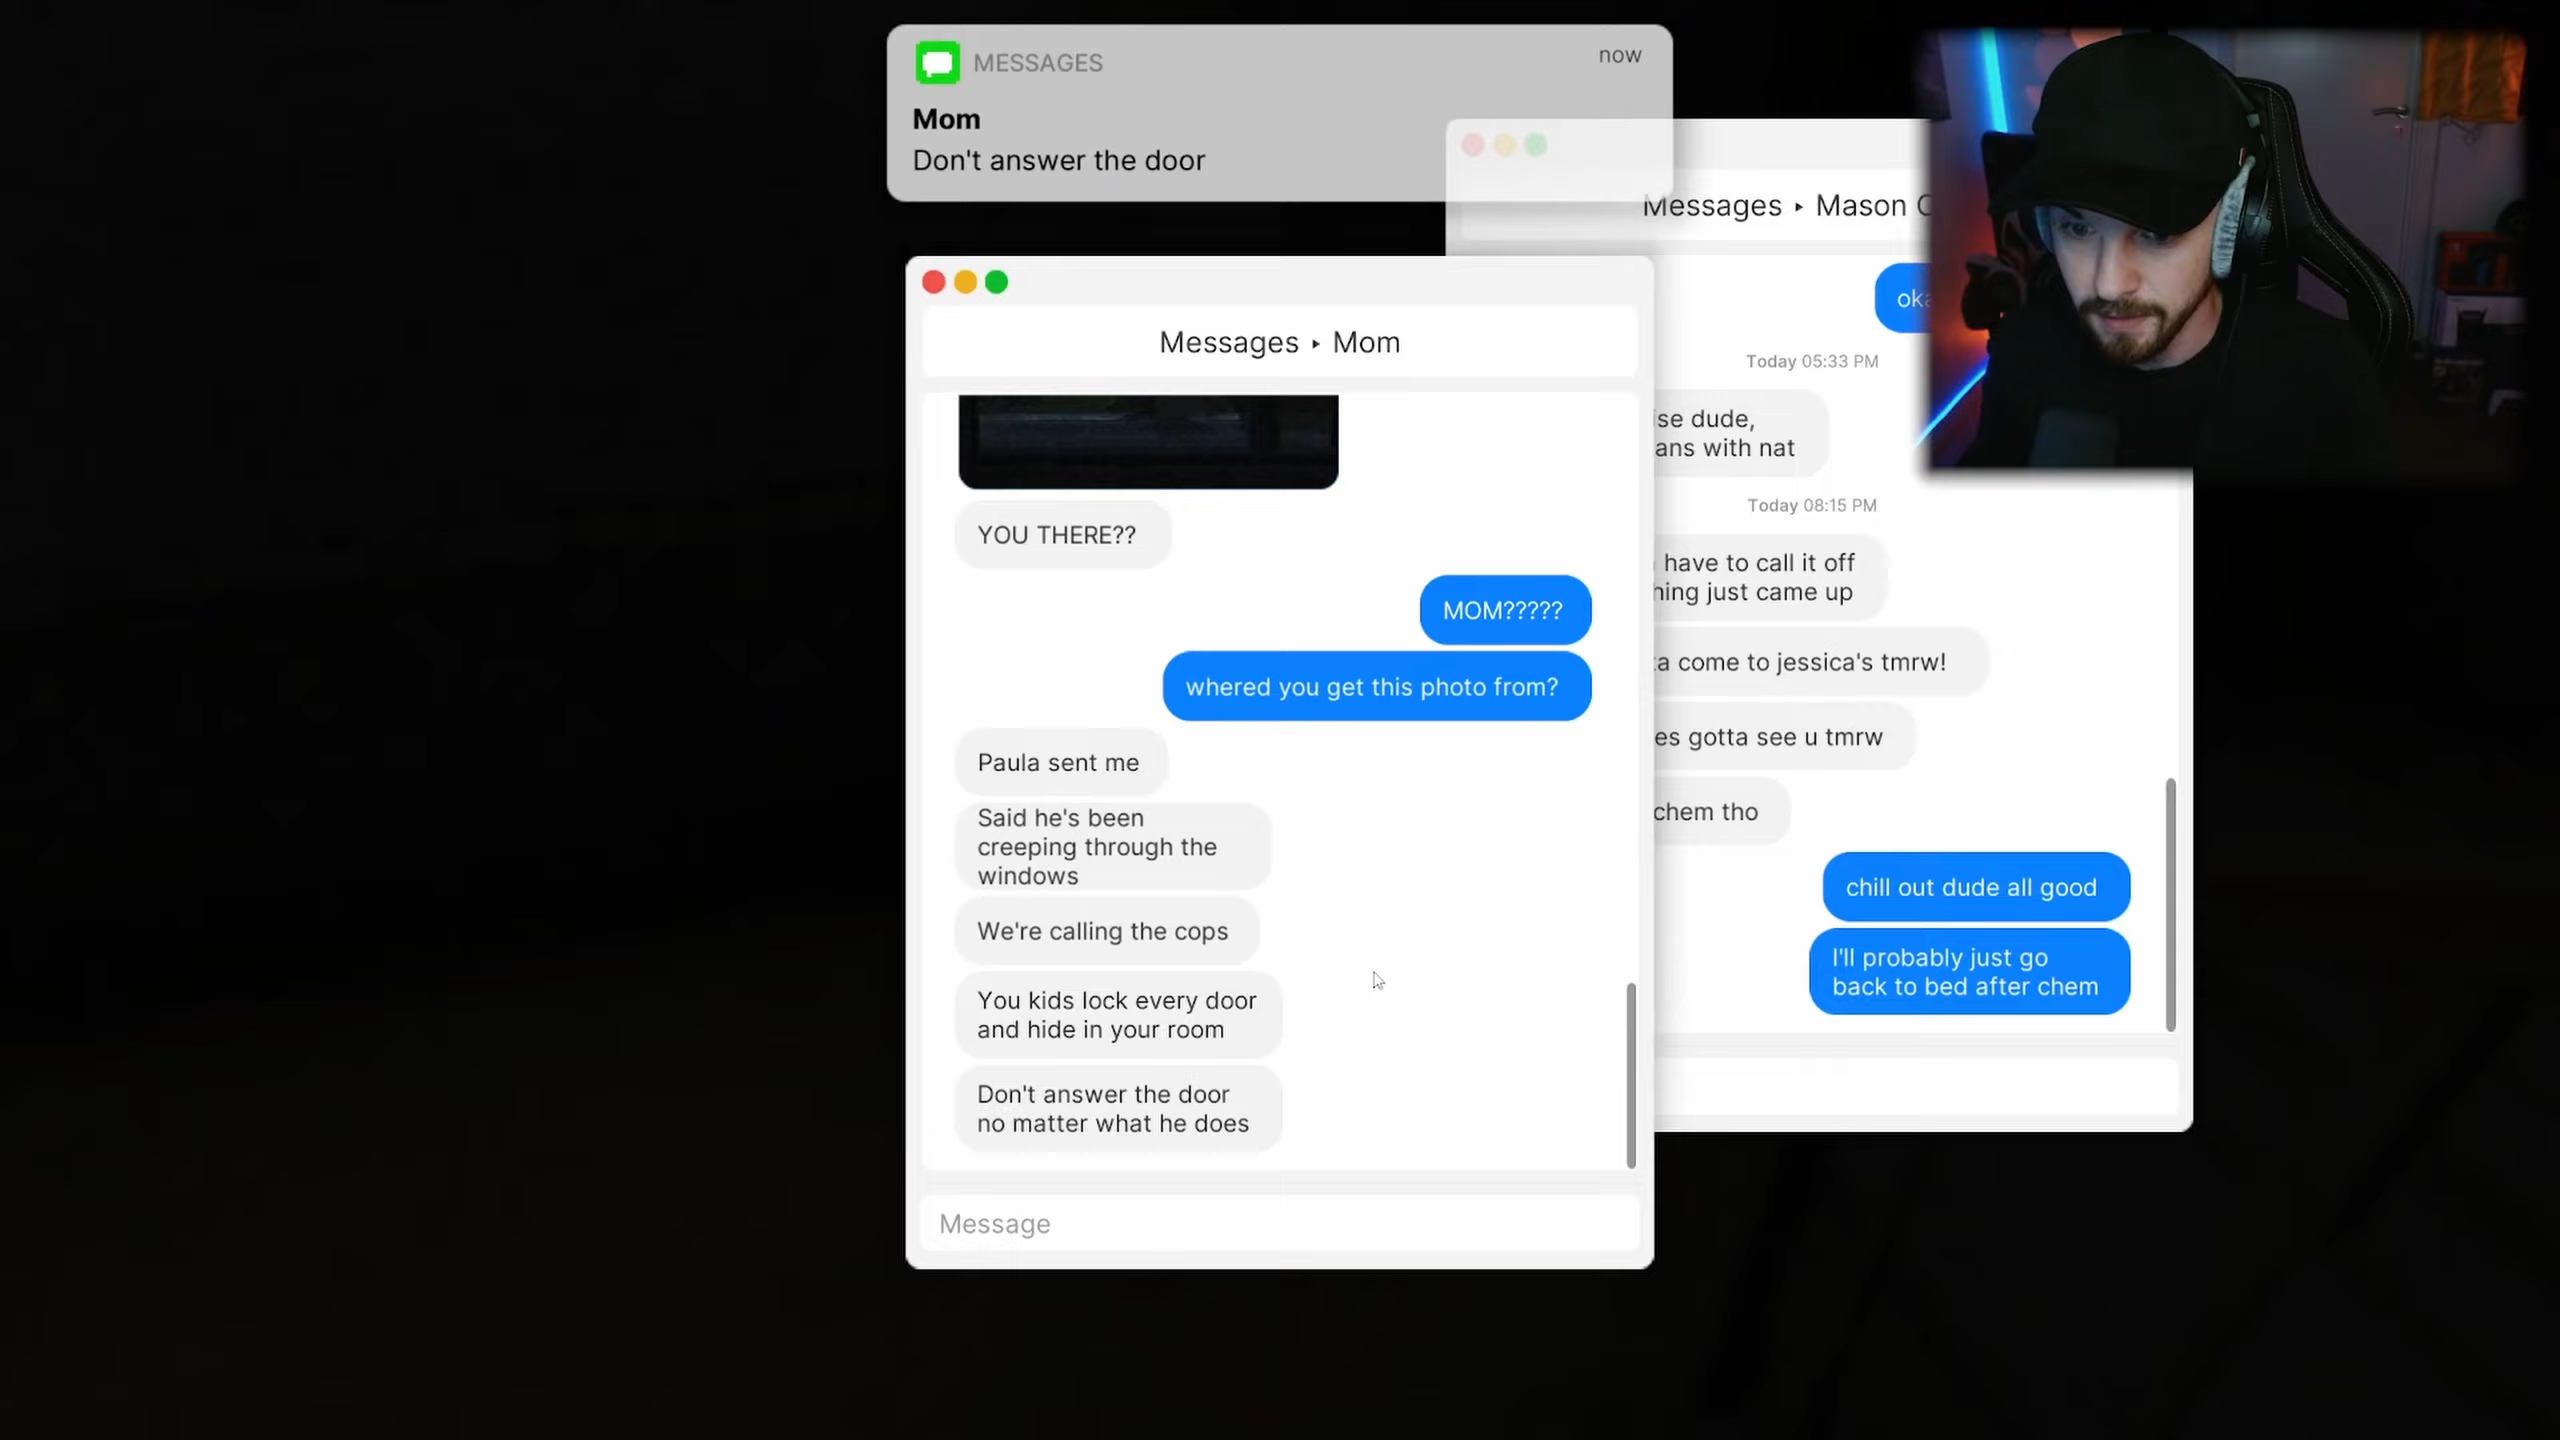 MESSAGES
now
Mom
Don't answer the door
Messages ‣ Mom
YOU THERE??
MOM?????
whered you get this photo from?
Paula sent me
Said he's been
creeping through the
windows
We're calling the cops
You kids lock every door
and hide in your room
Don't answer the door
no matter what he does
Message
Messages ‣ Mason
Today 05:33 PM
dude,
with nat
Today 08:15 PM
have to call it off
just came up
come to jessica's tmrw!
gotta see u tmrw
chem tho
chill out dude all good
I'll probably just go
back to bed after chem